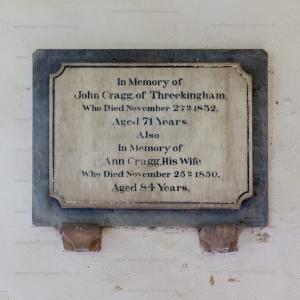 In Memory of
John Cragg, of Threekingham,
Who Died November 27th 1832,
Aged 71 Years
Also
In Memory of
Ann Cragg, His Wife
Who Died November 25th 1850,
Aged 84 Years,